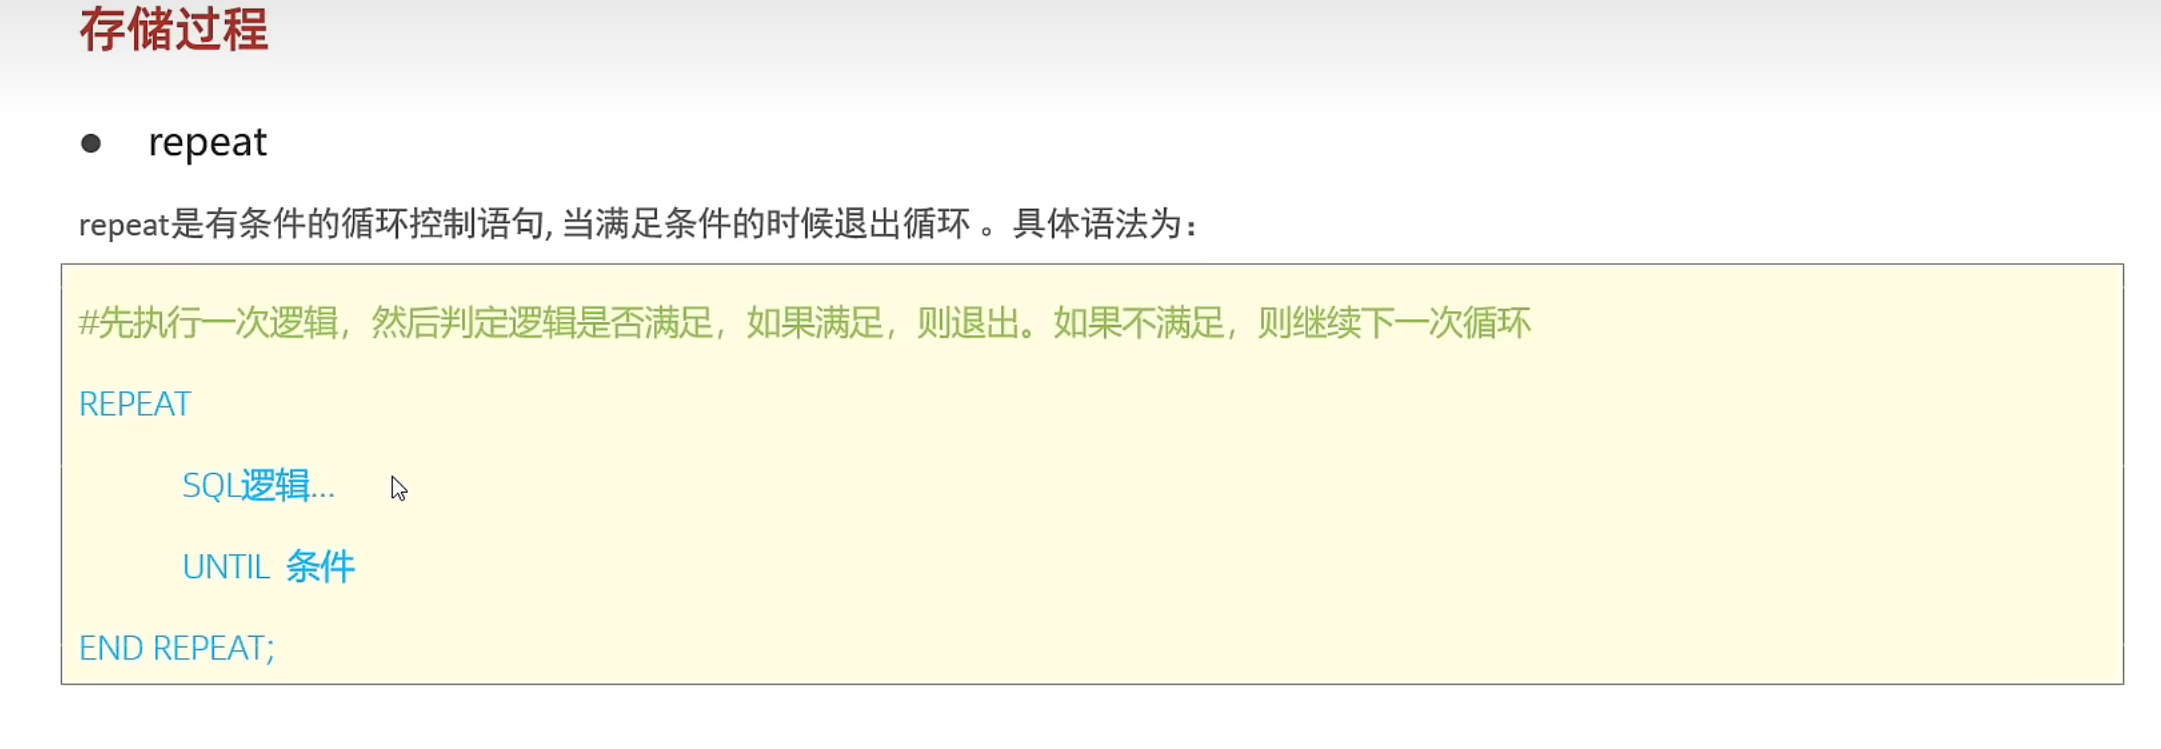 存储过程
● repeat
repeat是有条件的循环控制语句, 当满足条件的时候退出循环 。具体语法为：
#先执行一次逻辑，然后判定逻辑是否满足，如果满足，则退出。如果不满足，则继续下一次循环
REPEAT
SQL逻辑...
UNTIL 条件
END REPEAT;